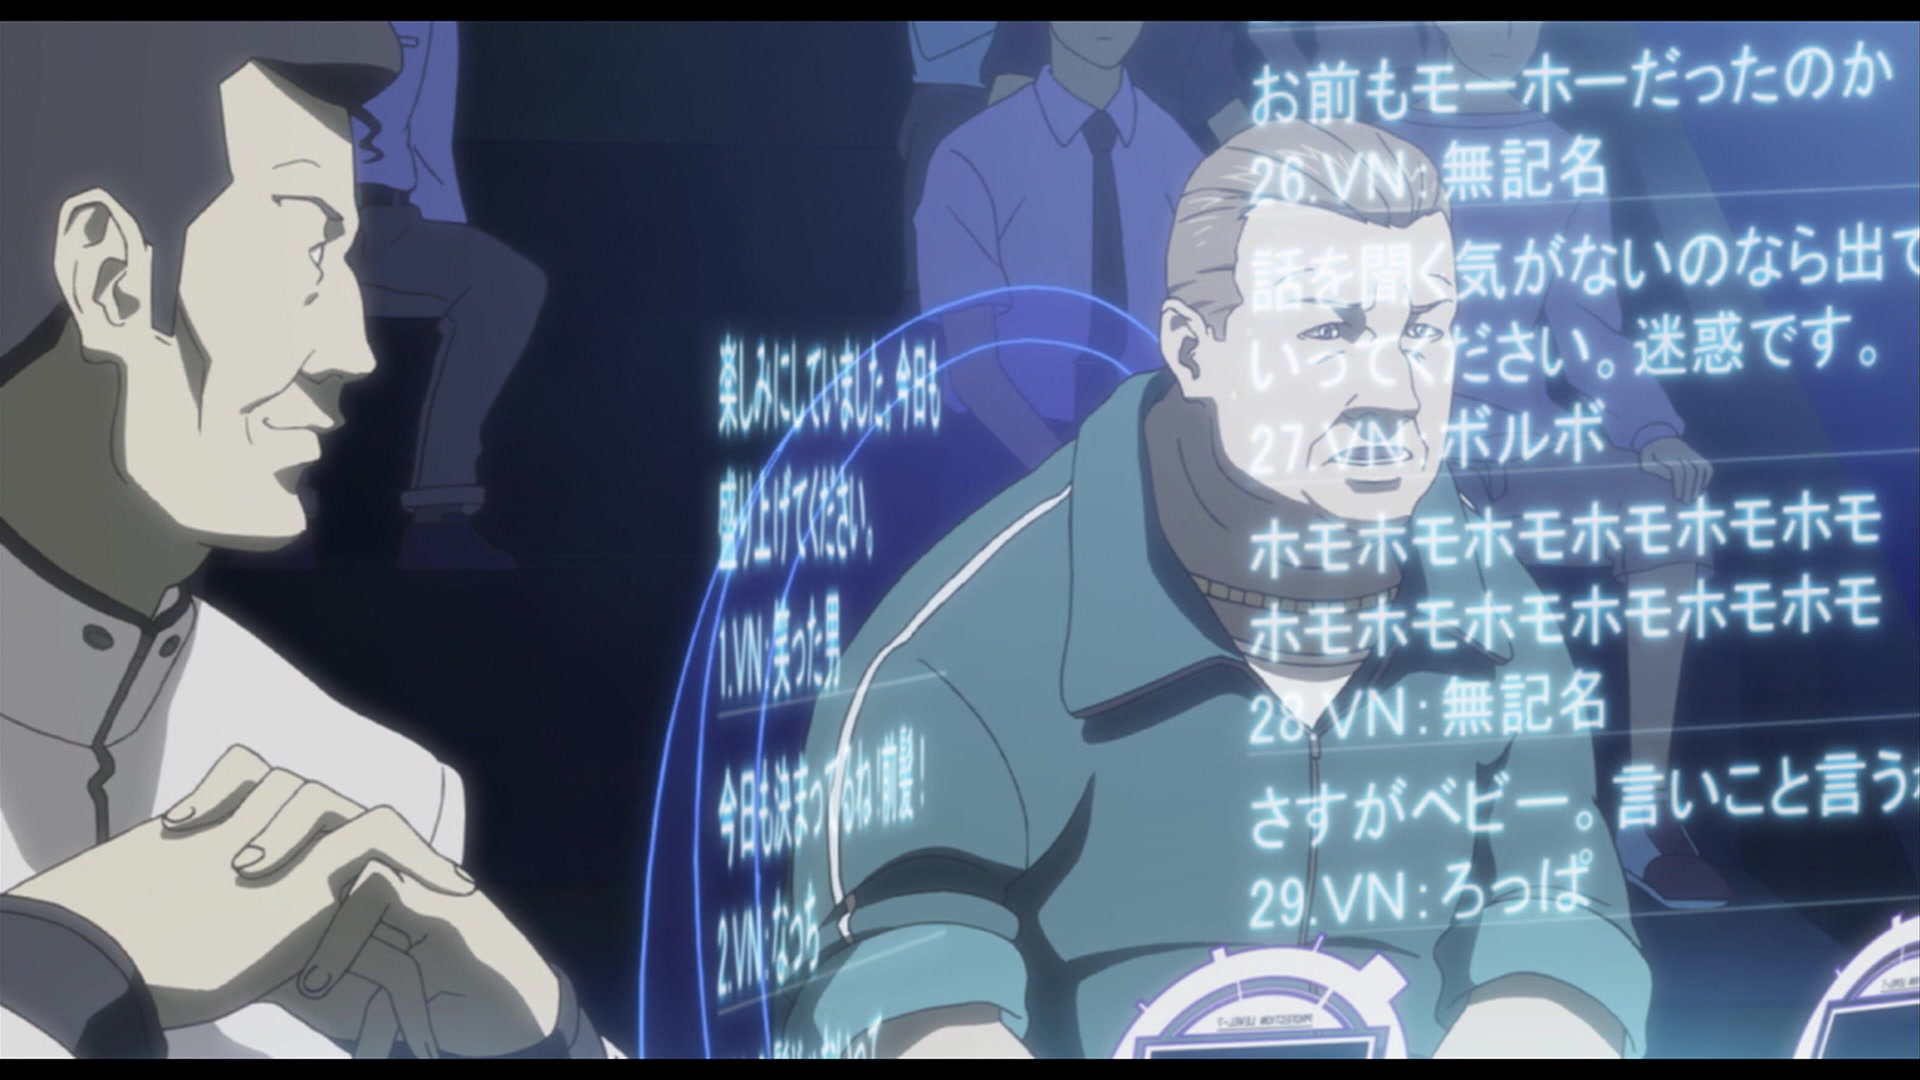 楽しみにしていました。今日も
盛り上げてください。
1.VN:笑った男
今日も決まってるね!前髪!
2.VN:なっち
お前もモーホーだったのか
26.VN:無記名
話を聞く気がないのなら出て
いってください。迷惑です。
27.VN:ボルボ
ホモホモホモホモホモホモ
ホモホモホモホモホモホモ
28.VN:無記名
さすがベビー。言いこと言う
29.VN:ろっぱ
PROTECTION LEVEL-7